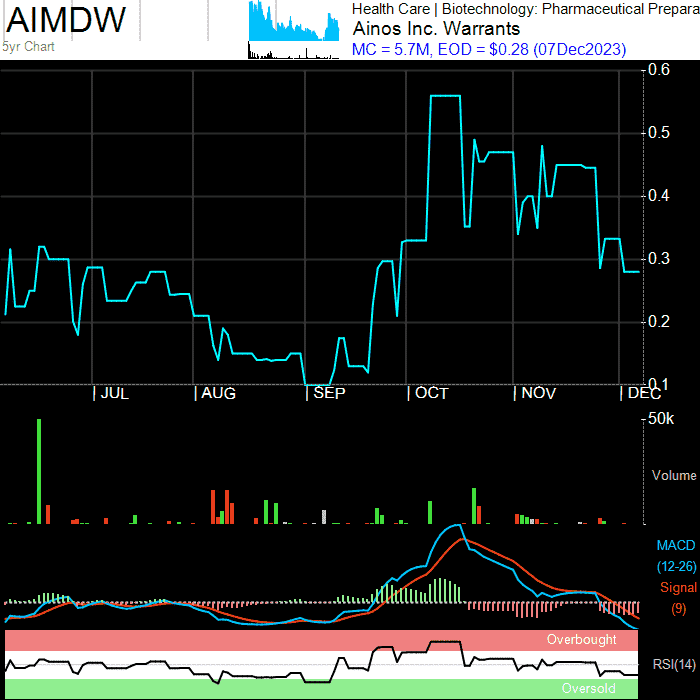 AIMDW
5yr Chart
Health Care | Biotechnology: Pharmaceutical Prepara
Ainos Inc. Warrants
MC = 5.7M, EOD = $0.28 (07Dec2023)
0.6
0.5
0.4
0.3
0.2
0.1
| JUL | AUG | SEP | OCT | NOV | DEC
50k
Volume
MACD
(12-26)
Signal
(9)
Overbought
RSI(14)
Oversold